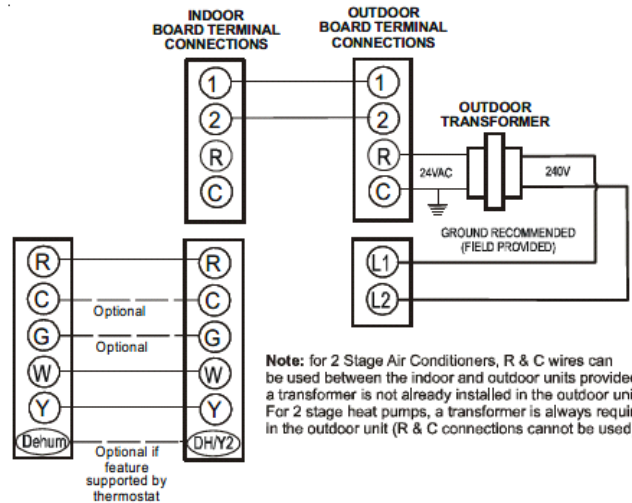 INDOOR
BOARD TERMINAL
CONNECTIONS
OUTDOOR
BOARD TERMINAL
CONNECTIONS
1
2
R
C
1
2
R
C
OUTDOOR
TRANSFORMER
24VAC
240V
GROUND RECOMMENDED
(FIELD PROVIDED)
L1
L2
R
C
G
W
Y
Dehum
Optional
Optional
Optional if
feature
supported by
thermostat
R
C
G
W
Y
DH/Y2
Note: for 2 Stage Air Conditioners, R & C wires can
be used between the indoor and outdoor units provide
a transformer is not already installed in the outdoor uni
For 2 stage heat pumps, a transformer is always requir
in the outdoor unit (R & C connections cannot be used